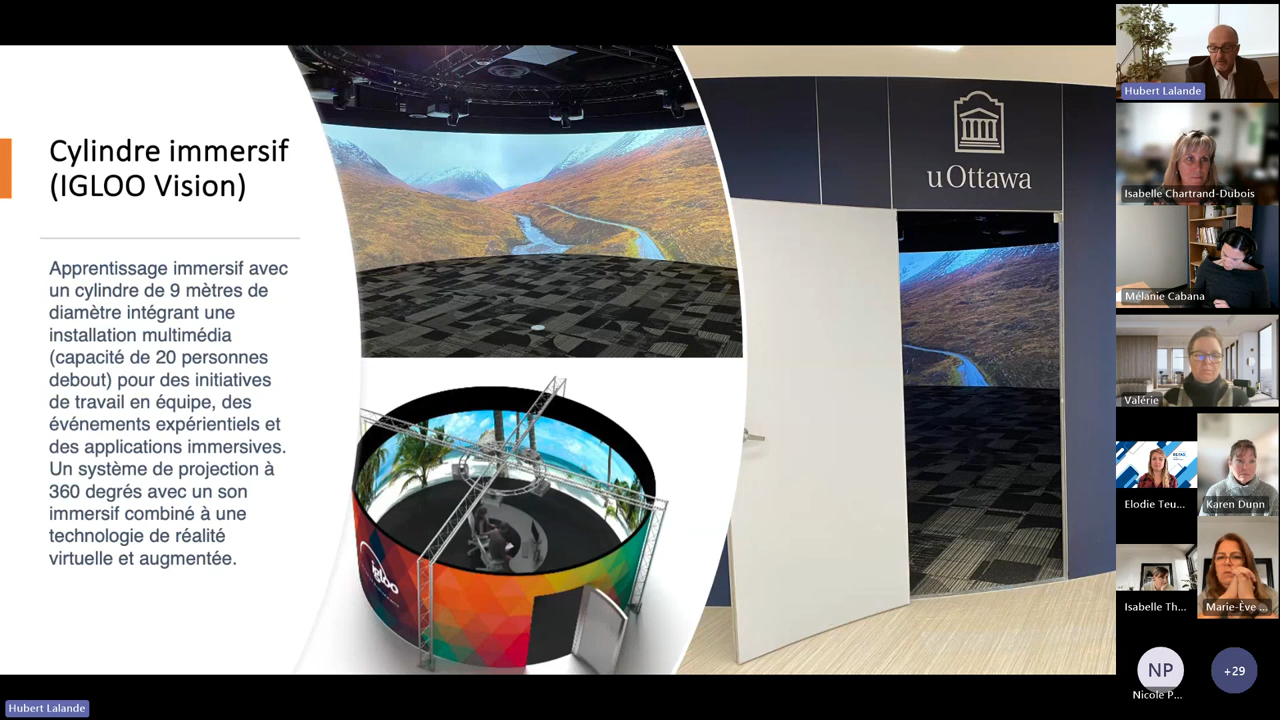 Cylindre immersif
(IGLOO Vision)
Apprentissage immersif avec
un cylindre de 9 mètres de
diamètre intégrant une
installation multimédia
(capacité de 20 personnes
debout) pour des initiatives
de travail en équipe, des
événements expérientiels et
des applications immersives.
Un système de projection à
360 degrés avec un son
immersif combiné à une
technologie de réalité
virtuelle et augmentée.
igloo
uOttawa
Hubert Lalande
Isabelle Chartrand-Dubois
Mélanie Cabana
Valérie
Elodie Teu...
Karen Dunn
Isabelle Th...
Marie-Ève ...
NP
Nicole P...
+29
Hubert Lalande